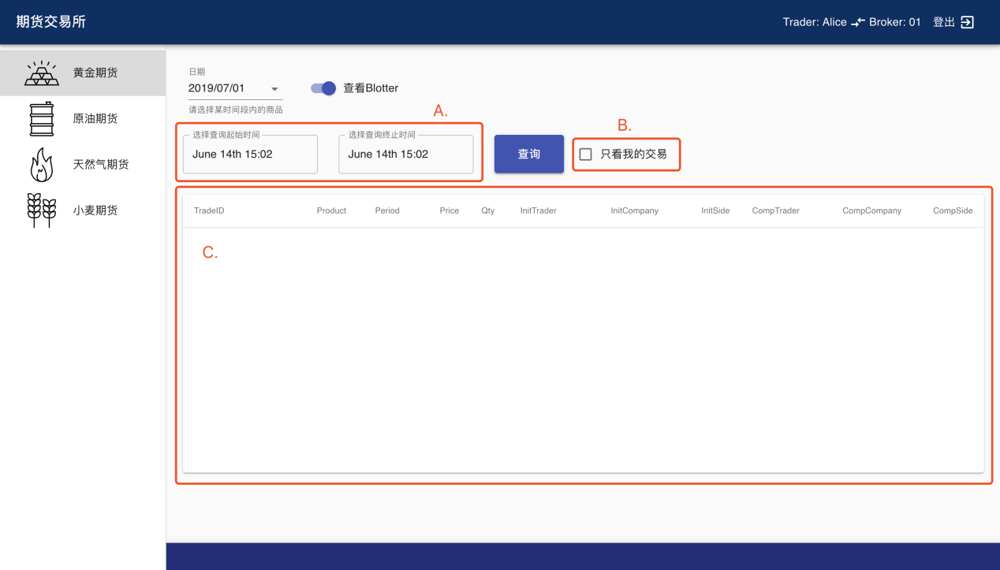 期货交易所
Trader: Alice Broker: 01 登出
黄金期货
原油期货
天然气期货
小麦期货
日期
2019/07/01
查看Blotter
请选择某时间段内的商品
A.
选择查询起始时间
June 14th 15:02
选择查询终止时间
June 14th 15:02
查询
B.
只看我的交易
TradeID Product Period Price Qty InitTrader InitCompany InitSide CompTrader CompCompany CompSide
C.